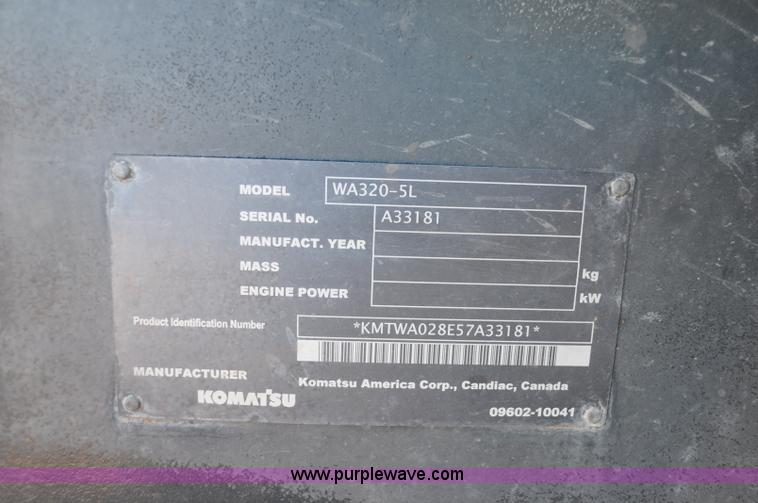 MODEL WA320-5L
SERIAL No. A33181
MANUFACT. YEAR
MASS kg
ENGINE POWER kW
Product Identification Number *KMTWA028E57A33181*
MANUFACTURER Komatsu America Corp., Candiac, Canada
KOMATSU 09602-10041
www.purplewave.com